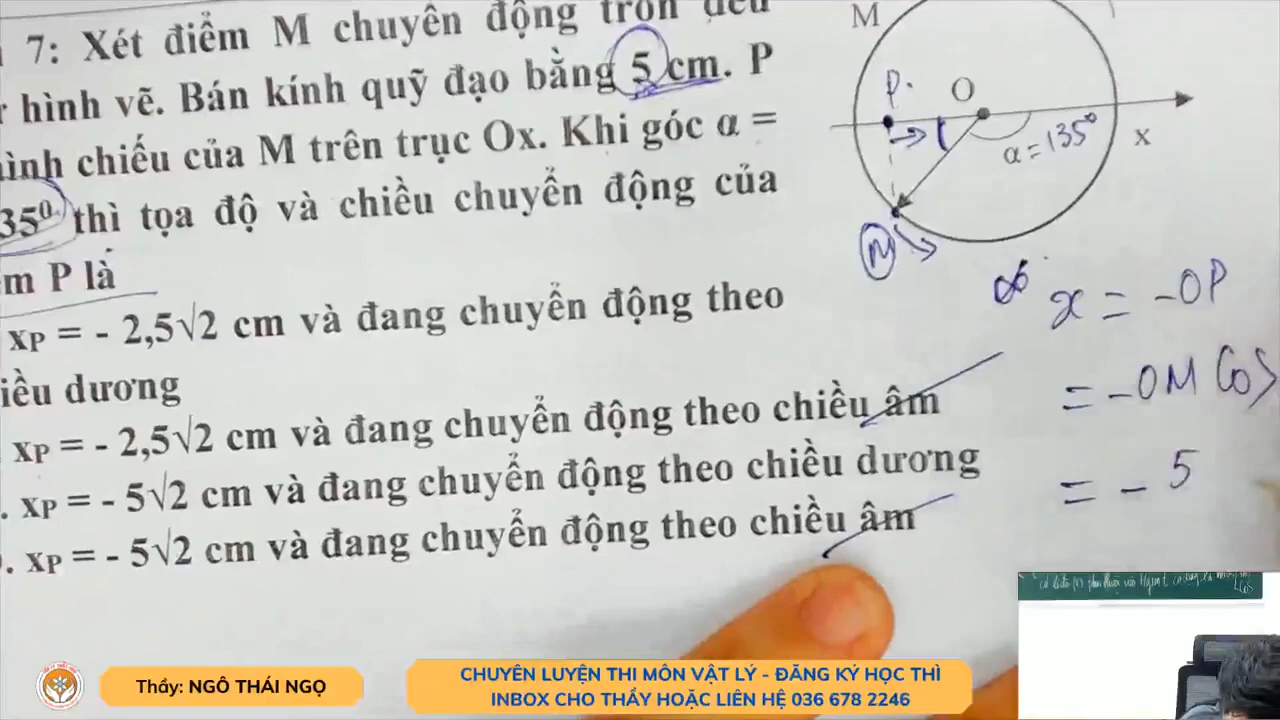 7: Xét điểm M chuyển động tròn đều
hình vẽ. Bán kính quỹ đạo bằng 5 cm. P
hình chiếu của M trên trục Ox. Khi góc α =
35⁰ thì tọa độ và chiều chuyển động của
m P là
xP = - 2,5√2 cm và đang chuyển động theo
iều dương
xP = - 2,5√2 cm và đang chuyển động theo chiều âm
. xP = - 5√2 cm và đang chuyển động theo chiều dương
. xP = - 5√2 cm và đang chuyển động theo chiều âm
M
P.
O
α = 135⁰
x
M
x = -OP
= -OM Cos
= - 5
Thầy: NGÔ THÁI NGỌ
CHUYÊN LUYỆN THI MÔN VẬT LÝ - ĐĂNG KÝ HỌC THÌ
INBOX CHO THẦY HOẶC LIÊN HỆ 036 678 2246